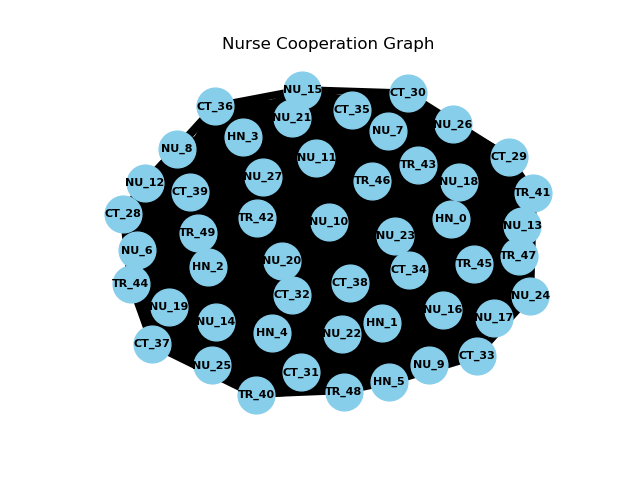 Nurse Cooperation Graph
NU_15
CT_30
CT_36
CT_35
NU_21
NU_26
NU_7
HN_3
NU_8
CT_29
NU_11
TR_43
NU_27
TR_46
NU_18
NU_12
CT_39
TR_41
CT_28
TR_42
HN_0
NU_10
NU_13
TR_49
NU_23
NU_6
TR_47
NU_20
TR_45
HN_2
CT_34
CT_38
TR_44
CT_32
NU_24
NU_19
NU_16
NU_17
NU_14
HN_1
HN_4
NU_22
CT_37
CT_33
NU_25
NU_9
CT_31
HN_5
TR_48
TR_40